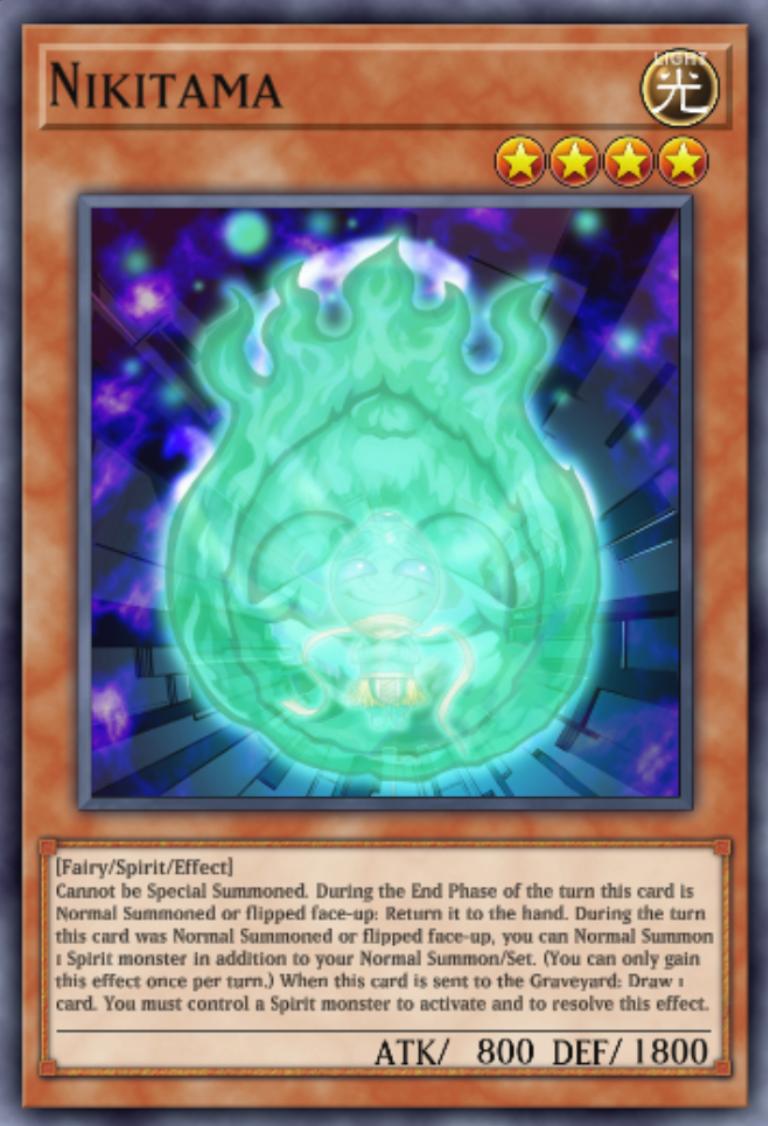 NIKITAMA
LIGHT
光
[Fairy/Spirit/Effect]
Cannot be Special Summoned. During the End Phase of the turn this card is
Normal Summoned or flipped face-up: Return it to the hand. During the turn
this card was Normal Summoned or flipped face-up, you can Normal Summon
1 Spirit monster in addition to your Normal Summon/Set. (You can only gain
this effect once per turn.) When this card is sent to the Graveyard: Draw 1
card. You must control a Spirit monster to activate and to resolve this effect.
ATK/ 800 DEF/ 1800